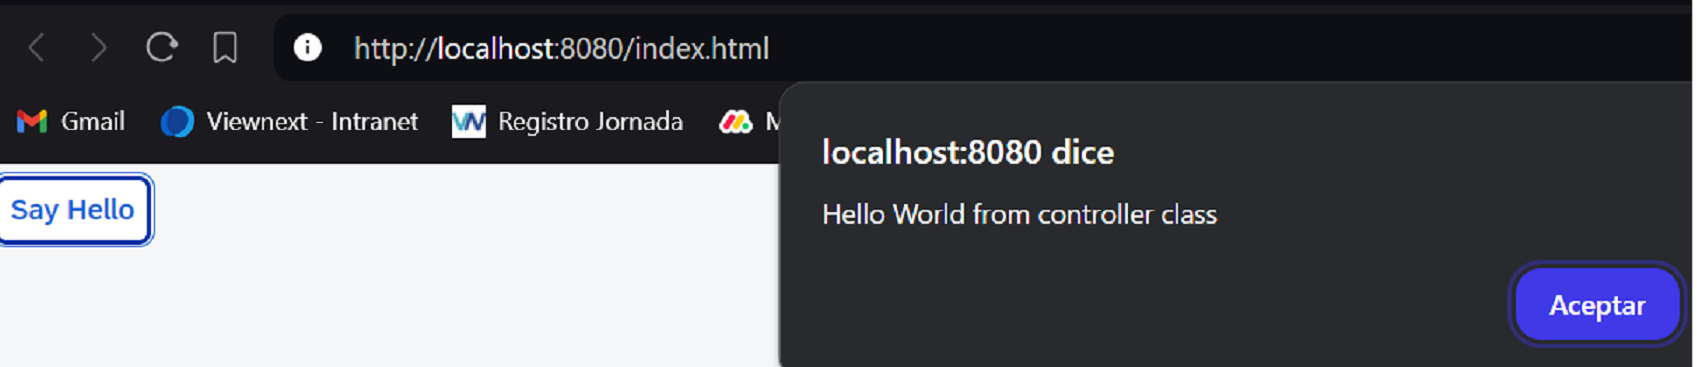 http://localhost:8080/index.html
Gmail
Viewnext - Intranet
Registro Jornada
localhost:8080 dice
Hello World from controller class
Say Hello
Aceptar